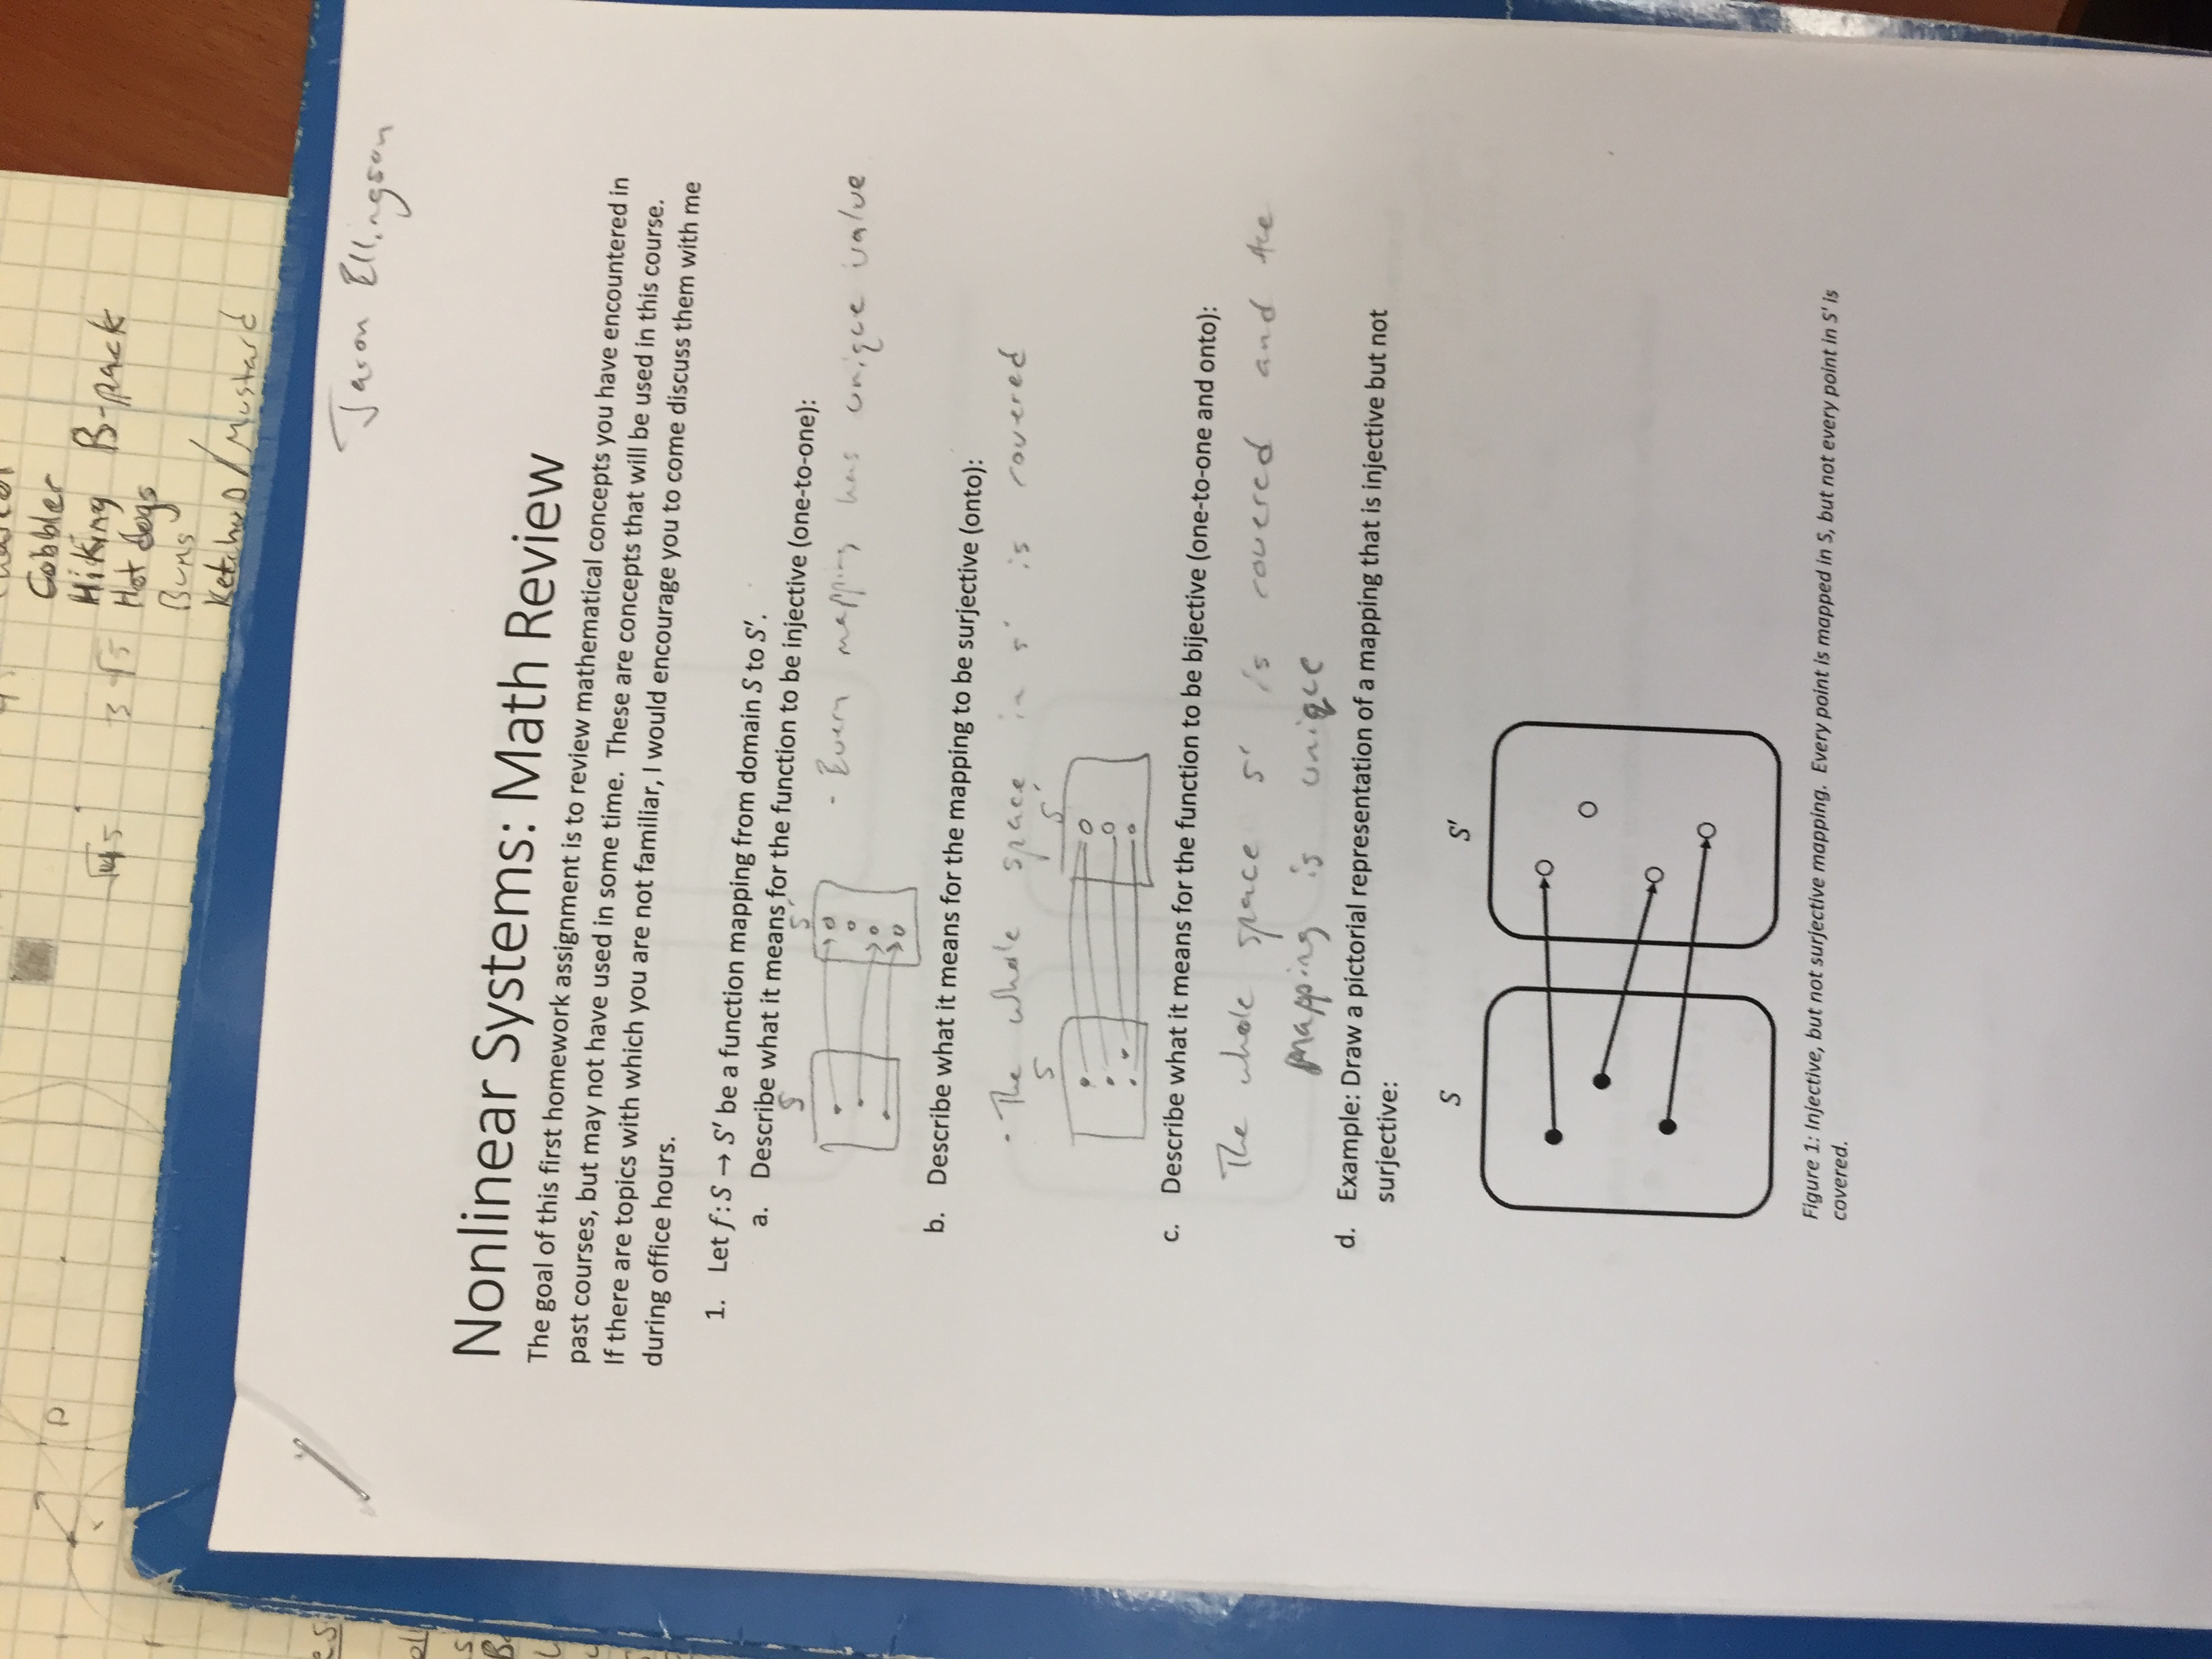 Cobbler
Hiking B-pack
Hot dogs
Buns
Ketchup / Mustard
P
3 √5
Jaron Ellingson
Nonlinear Systems: Math Review
The goal of this first homework assignment is to review mathematical concepts you have encountered in
past courses, but may not have used in some time. These are concepts that will be used in this course.
If there are topics with which you are not familiar, I would encourage you to come discuss them with me
during office hours.
1. Let f: S → S′ be a function mapping from domain S to S′.
a. Describe what it means for the function to be injective (one-to-one):
S S′
- Every mapping has unique value
b. Describe what it means for the mapping to be surjective (onto):
- The whole space in s' is covered
S S′
c. Describe what it means for the function to be bijective (one-to-one and onto):
The whole space s' is covered and the
mapping is unique
d. Example: Draw a pictorial representation of a mapping that is injective but not
surjective:
S S′
Figure 1: Injective, but not surjective mapping. Every point is mapped in S, but not every point in S' is
covered.